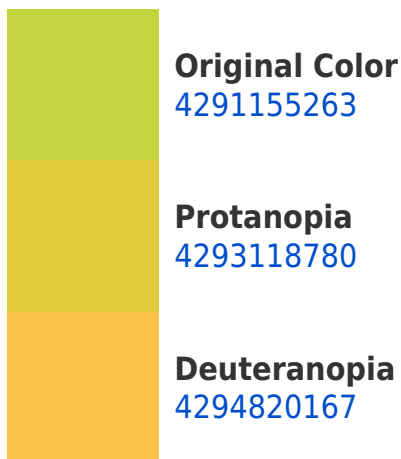 Original Color
4291155263
Protanopia
4293118780
Deuteranopia
4294820167